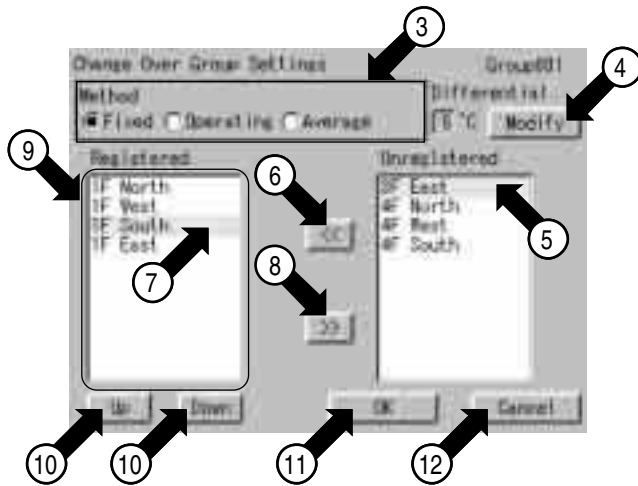 3
Change Over Group Settings
Group001
4
Method
Differential
Fixed Operating Average
6 °C
Modify
9
Registered
6
Unregistered
1F North
1F West
1F South
1F East
<<
3F East
4F North
4F West
4F South
5
7
8
>>
Up
Down
OK
Cancel
10
10
11
12